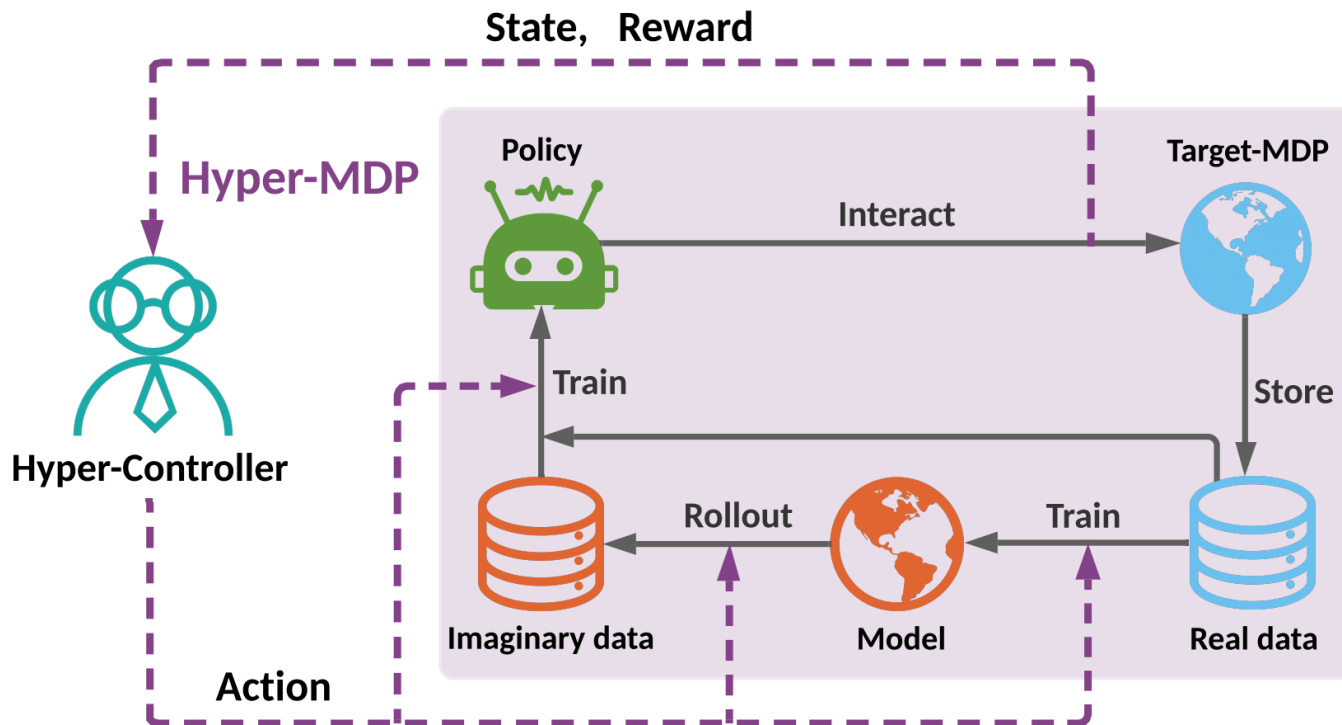 State, Reward
Policy
Target-MDP
Hyper-MDP
Interact
Train
Store
Hyper-Controller
Rollout
Train
Imaginary data
Model
Real data
Action